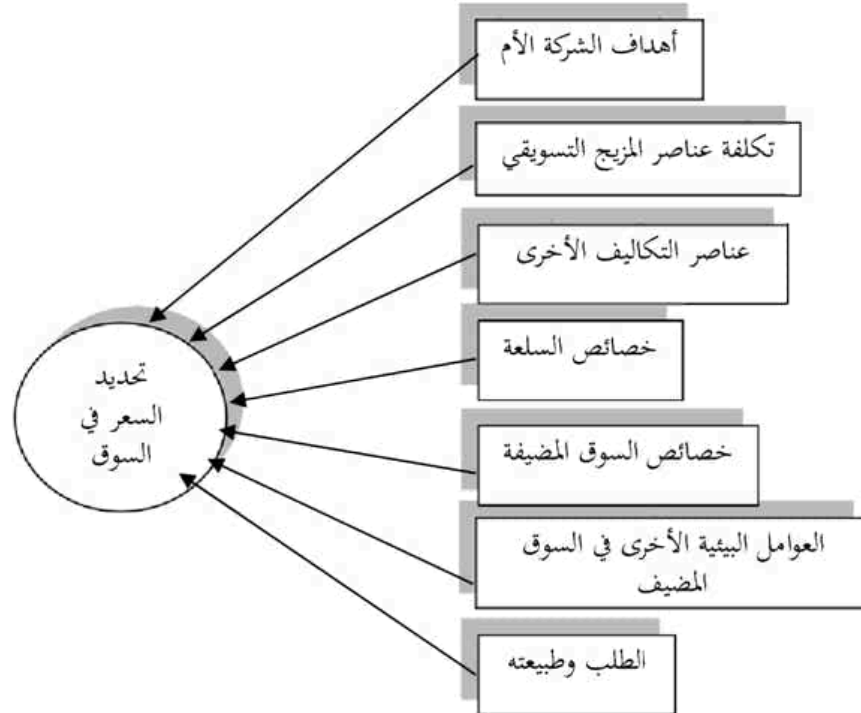 أهداف الشركة الأم
تكلفة عناصر المزيج التسويقي
عناصر التكاليف الأخرى
خصائص السلعة
خصائص السوق المضيفة
العوامل البيئية الأخرى في السوق
المضيف
الطلب وطبيعته
تحديد
السعر في
السوق